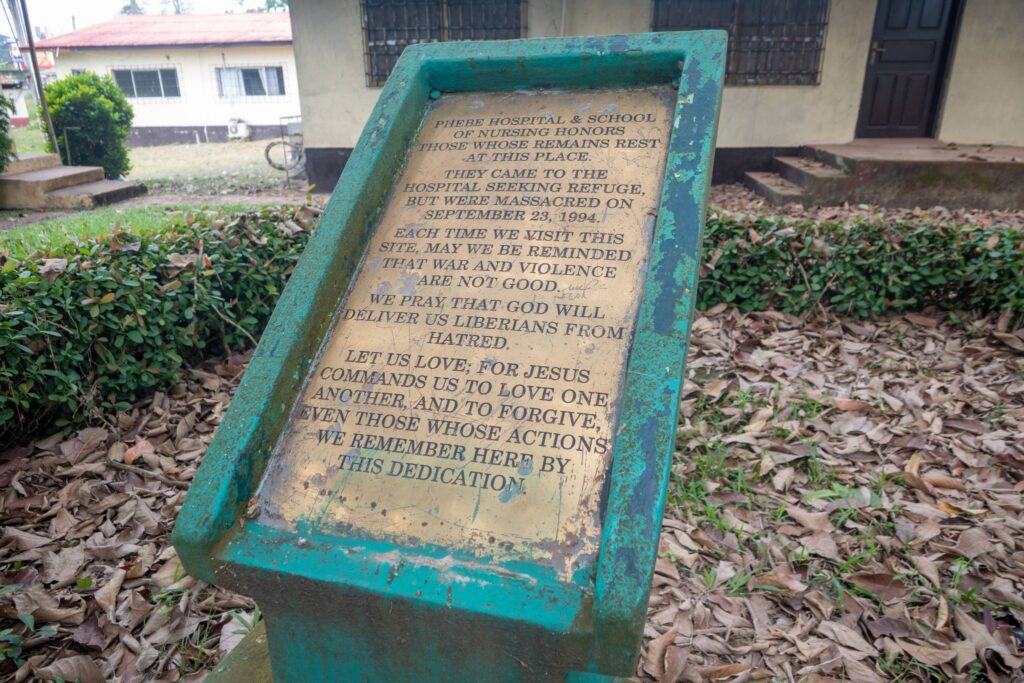 PHEBE HOSPITAL & SCHOOL
OF NURSING HONORS
THOSE WHOSE REMAINS REST
AT THIS PLACE.
THEY CAME TO THE
HOSPITAL SEEKING REFUGE,
BUT WERE MASSACRED ON
SEPTEMBER 23, 1994.
EACH TIME WE VISIT THIS
SITE, MAY WE BE REMINDED
THAT WAR AND VIOLENCE
ARE NOT GOOD.
WE PRAY THAT GOD WILL
DELIVER US LIBERIANS FROM
HATRED.
LET US LOVE; FOR JESUS
COMMANDS US TO LOVE ONE
ANOTHER, AND TO FORGIVE,
EVEN THOSE WHOSE ACTIONS
WE REMEMBER HERE BY
THIS DEDICATION.